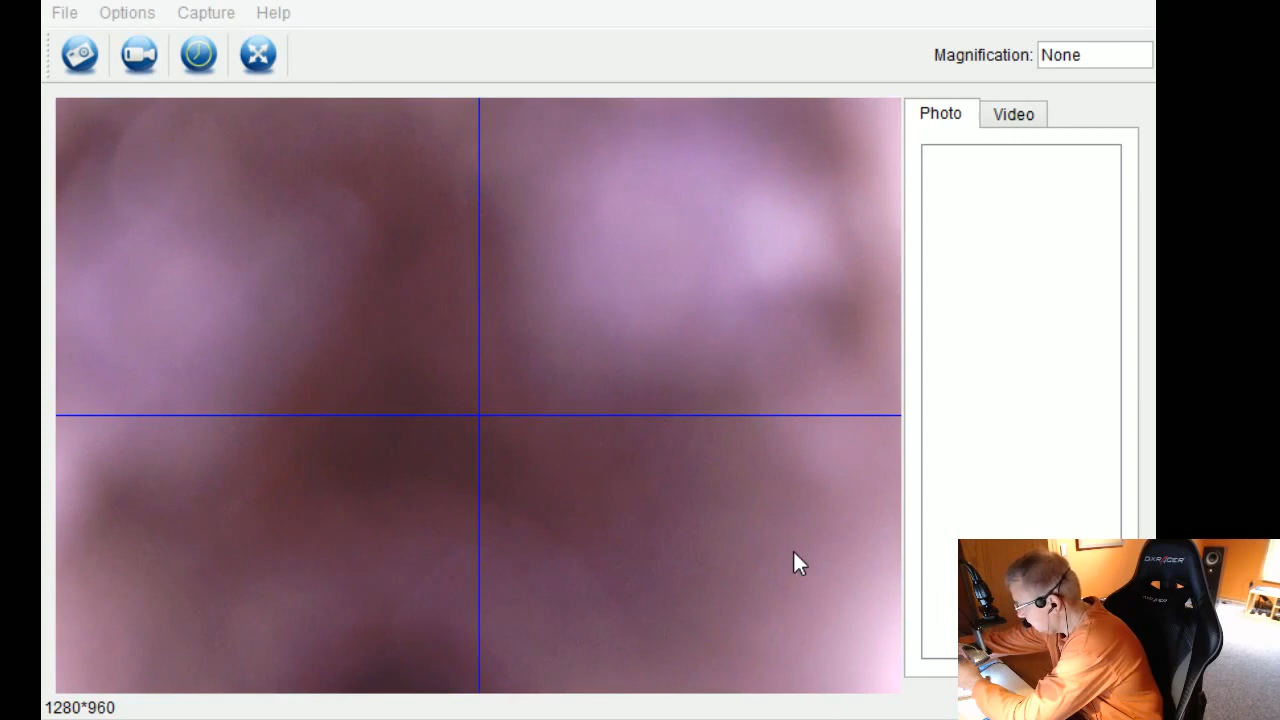 File Options Capture Help
Magnification: None
Photo Video
1280*960
DXRACER